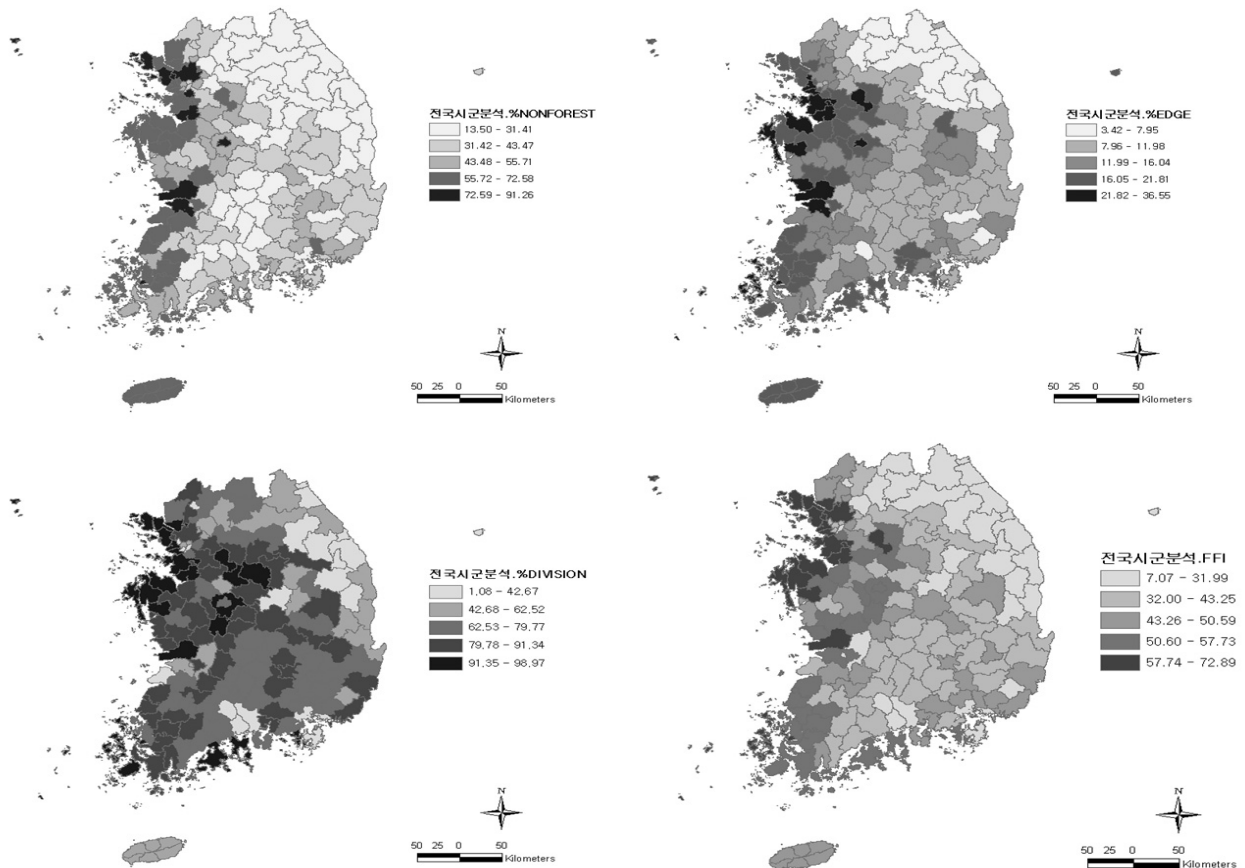 전국시군분석.%NONFOREST
13.50 - 31.41
31.42 - 43.47
43.48 - 55.71
55.72 - 72.58
72.59 - 91.26
N
50 25 0 50
Kilometers
전국시군분석.%EDGE
3.42 - 7.95
7.96 - 11.98
11.99 - 16.04
16.05 - 21.81
21.82 - 36.55
N
50 25 0 50
Kilometers
전국시군분석.%DIVISION
1.08 - 42.67
42.68 - 62.52
62.53 - 79.77
79.78 - 91.34
91.35 - 98.97
N
50 25 0 50
Kilometers
전국시군분석.FFI
7.07 - 31.99
32.00 - 43.25
43.26 - 50.59
50.60 - 57.73
57.74 - 72.89
N
50 25 0 50
Kilometers